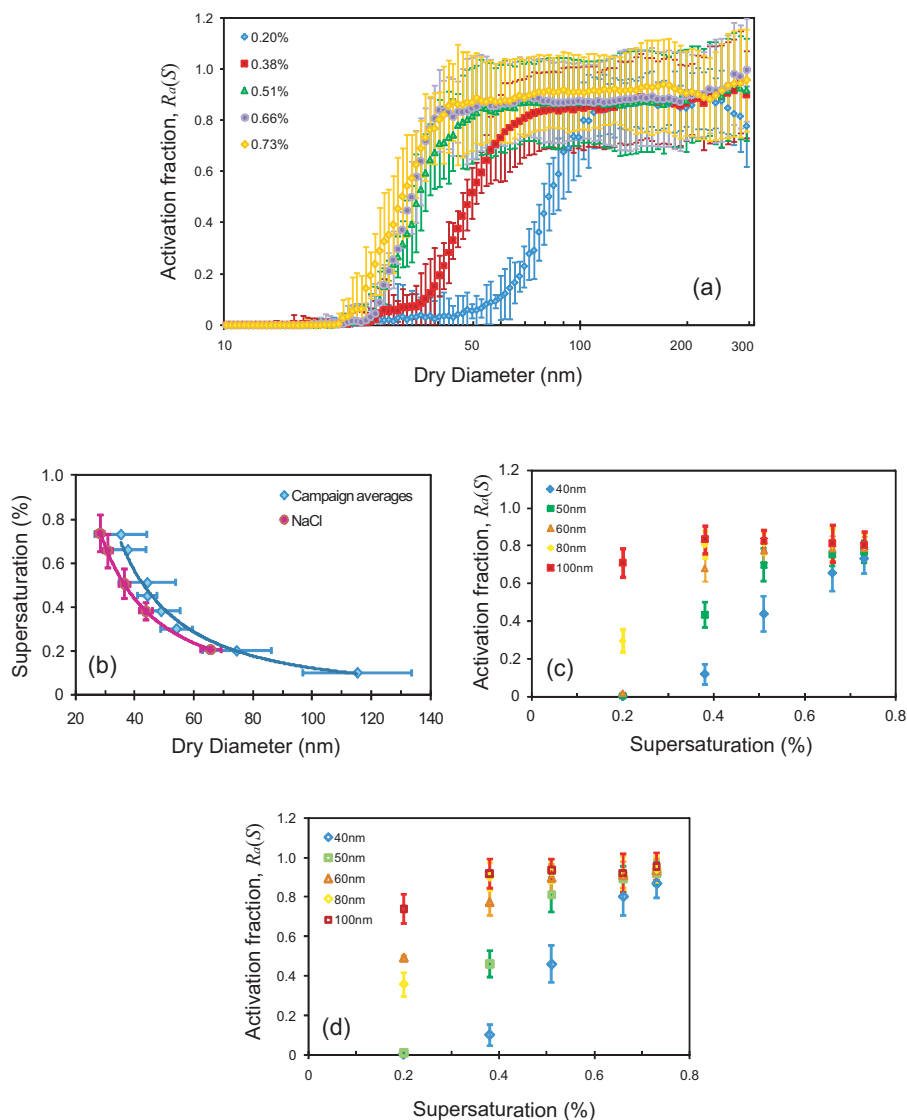 1.2
1.0
0.8
0.6
0.4
0.2
0
Activation fraction, Ra(S)
0.20%
0.38%
0.51%
0.66%
0.73%
(a)
10 50 100 200 300
Dry Diameter (nm)
1.0
0.8
0.6
0.4
0.2
0
Supersaturation (%)
Campaign averages
NaCl
(b)
20 40 60 80 100 120 140
Dry Diameter (nm)
1.2
1.0
0.8
0.6
0.4
0.2
0
Activation fraction, Ra(S)
40nm
50nm
60nm
80nm
100nm
(c)
0 0.2 0.4 0.6 0.8
Supersaturation (%)
1.2
1.0
0.8
0.6
0.4
0.2
0
Activation fraction, Ra(S)
40nm
50nm
60nm
80nm
100nm
(d)
0 0.2 0.4 0.6 0.8
Supersaturation (%)